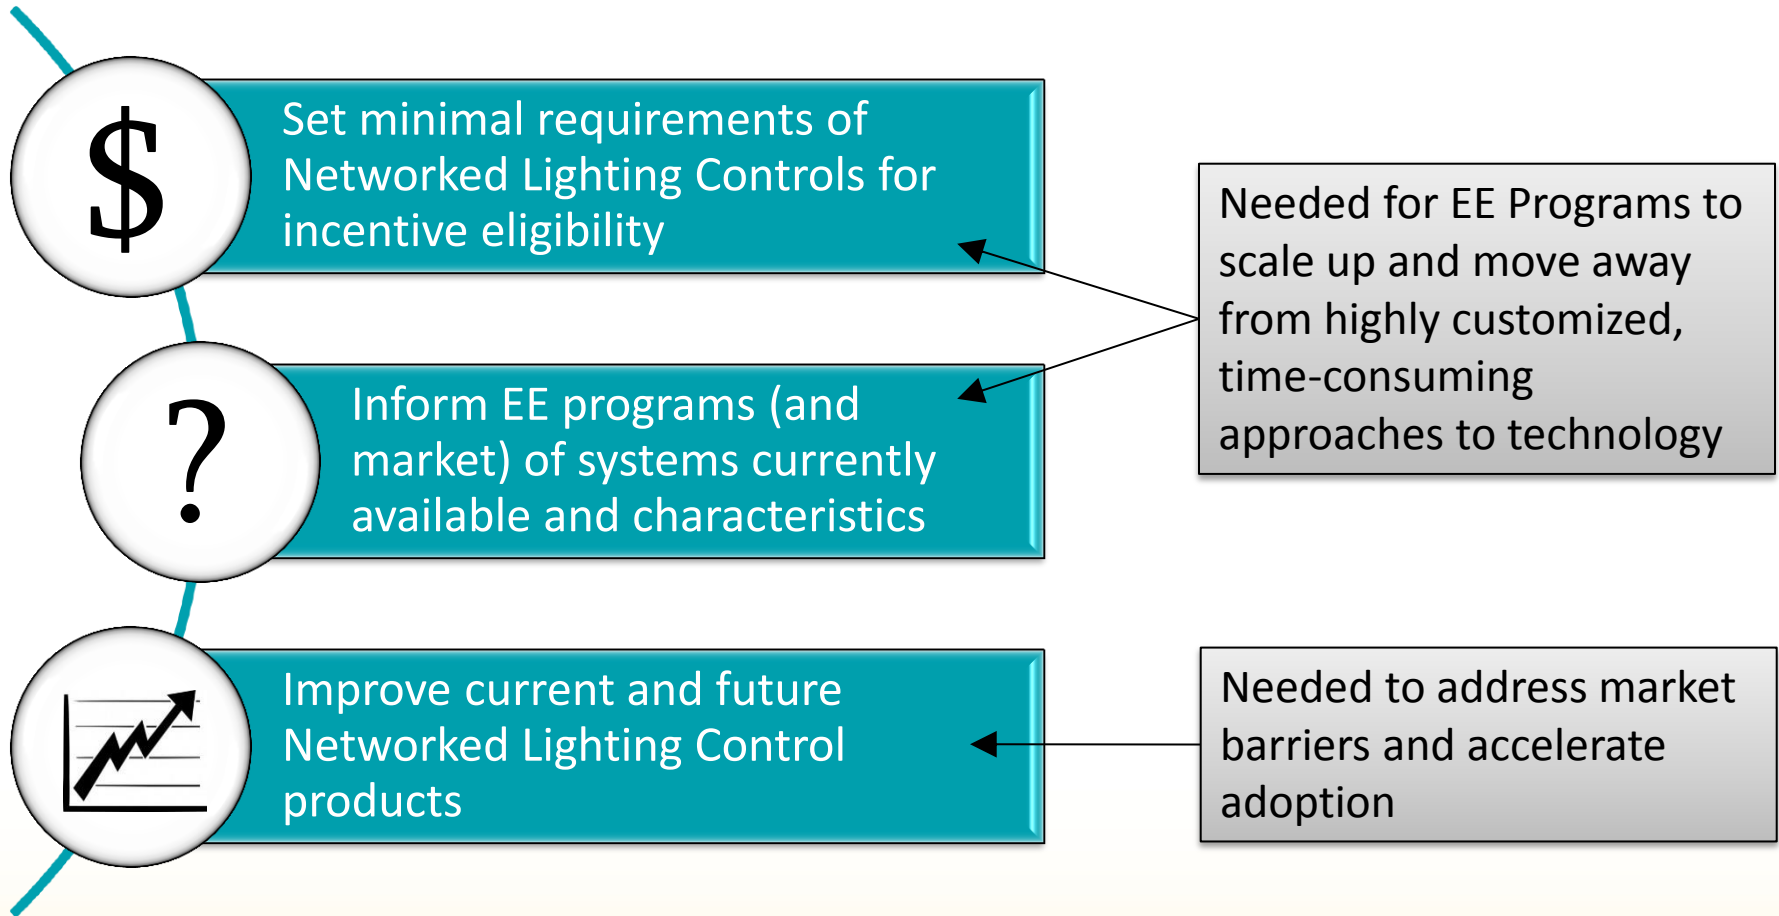 $
Set minimal requirements of
Networked Lighting Controls for
incentive eligibility
Needed for EE Programs to
scale up and move away
from highly customized,
time-consuming
approaches to technology
?
Inform EE programs (and
market) of systems currently
available and characteristics
Improve current and future
Networked Lighting Control
products
Needed to address market
barriers and accelerate
adoption